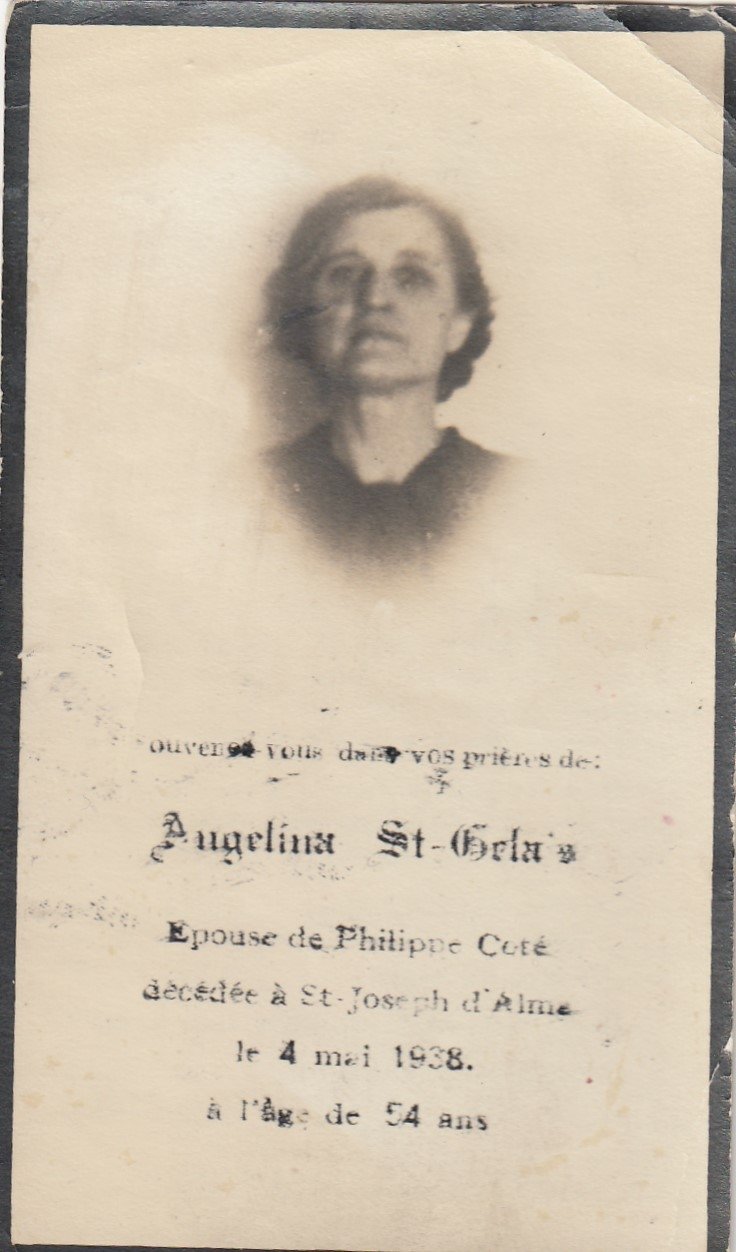 ouvenez-vous dans vos prières de:
Angelina St-Gela's
Epouse de Philippe Coté
décédée à St-Joseph d'Alma
le 4 mai 1938.
à l'âge de 54 ans